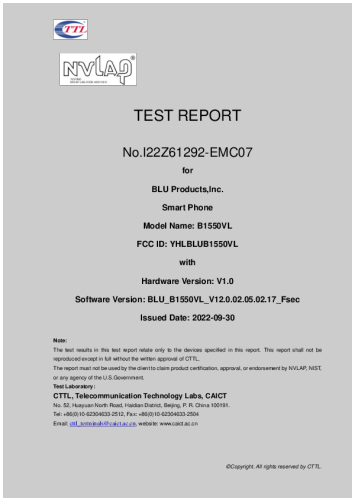 CTTL
NVLAP®
TEST REPORT
No.I22Z61292-EMC07
for
BLU Products,Inc.
Smart Phone
Model Name: B1550VL
FCC ID: YHLBLUB1550VL
with
Hardware Version: V1.0
Software Version: BLU_B1550VL_V12.0.02.05.02.17_Fsec
Issued Date: 2022-09-30
Note:
The test results in this test report relate only to the devices specified in this report. This report shall not be
reproduced except in full without the written approval of CTTL.
The report must not be used by the client to claim product certification, approval, or endorsement by NVLAP, NIST,
or any agency of the U.S.Government.
Test Laboratory:
CTTL, Telecommunication Technology Labs, CAICT
No. 52, Huayuan North Road, Haidian District, Beijing, P. R. China 100191.
Tel: +86(0)10-62304633-2512, Fax: +86(0)10-62304633-2504
Email: cttl_terminals@caict.ac.cn, website: www.caict.ac.cn
©Copyright. All rights reserved by CTTL.